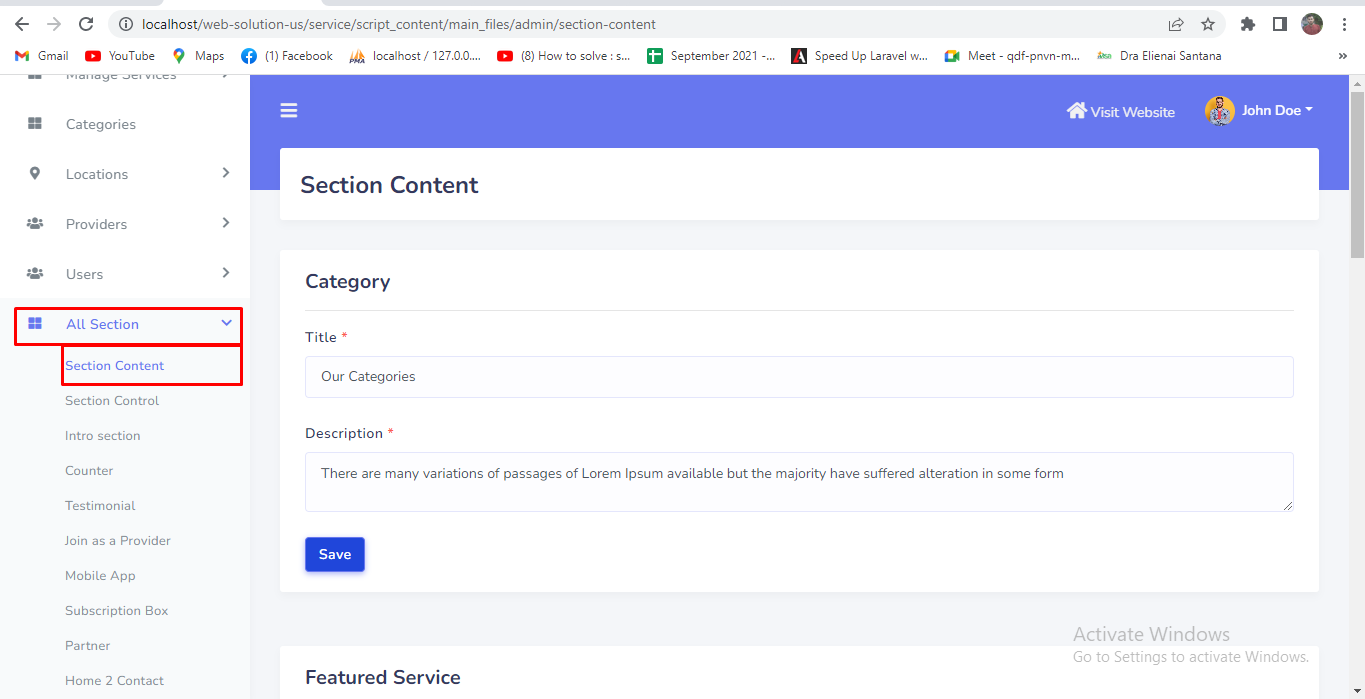 localhost/web-solution-us/service/script_content/main_files/admin/section-content
Gmail YouTube Maps (1) Facebook localhost / 127.0.0.... (8) How to solve : s... September 2021 -... Speed Up Laravel w... Meet - qdf-pnvn-m... Dra Elienai Santana »
Manage Services
Categories
Locations
Providers
Users
All Section
Section Content
Section Control
Intro section
Counter
Testimonial
Join as a Provider
Mobile App
Subscription Box
Partner
Home 2 Contact
Visit Website John Doe
Section Content
Category
Title *
Our Categories
Description *
There are many variations of passages of Lorem Ipsum available but the majority have suffered alteration in some form
Save
Featured Service
Activate Windows
Go to Settings to activate Windows.